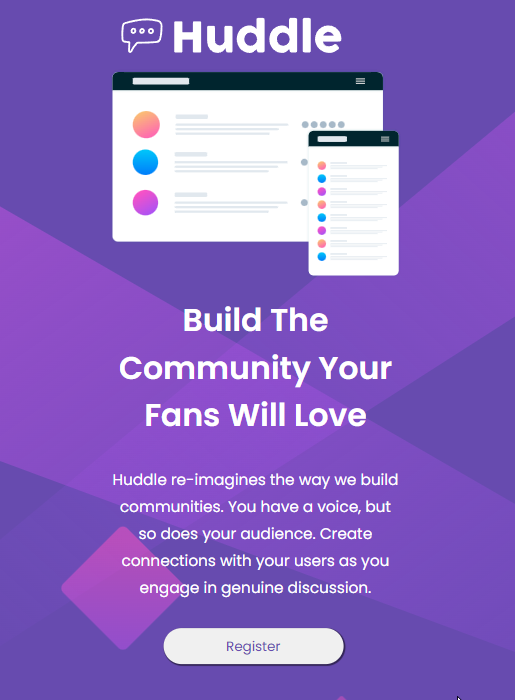 Huddle
Build The
Community Your
Fans Will Love
Huddle re-imagines the way we build
communities. You have a voice, but
so does your audience. Create
connections with your users as you
engage in genuine discussion.
Register